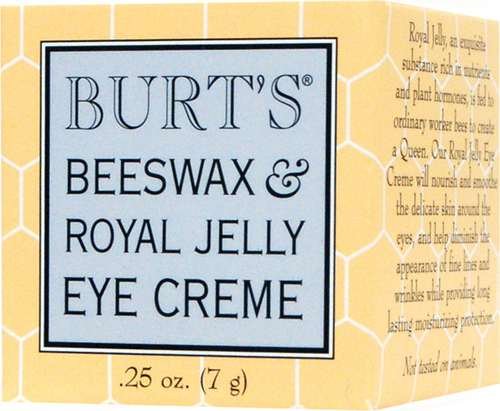 BURT'S®
BEESWAX &
ROYAL JELLY
EYE CREME
.25 oz. (7 g)
Royal Jelly, an exquisite
substance rich in nutrients
and plant hormones, is fed to
ordinary worker bees to create
a Queen. Our Royal Jelly Eye
Creme will nourish and smoothe
the delicate skin around the
eyes, and help diminish the
appearance of fine lines and
wrinkles while providing long
lasting moisturizing protection.
Not tested on animals.